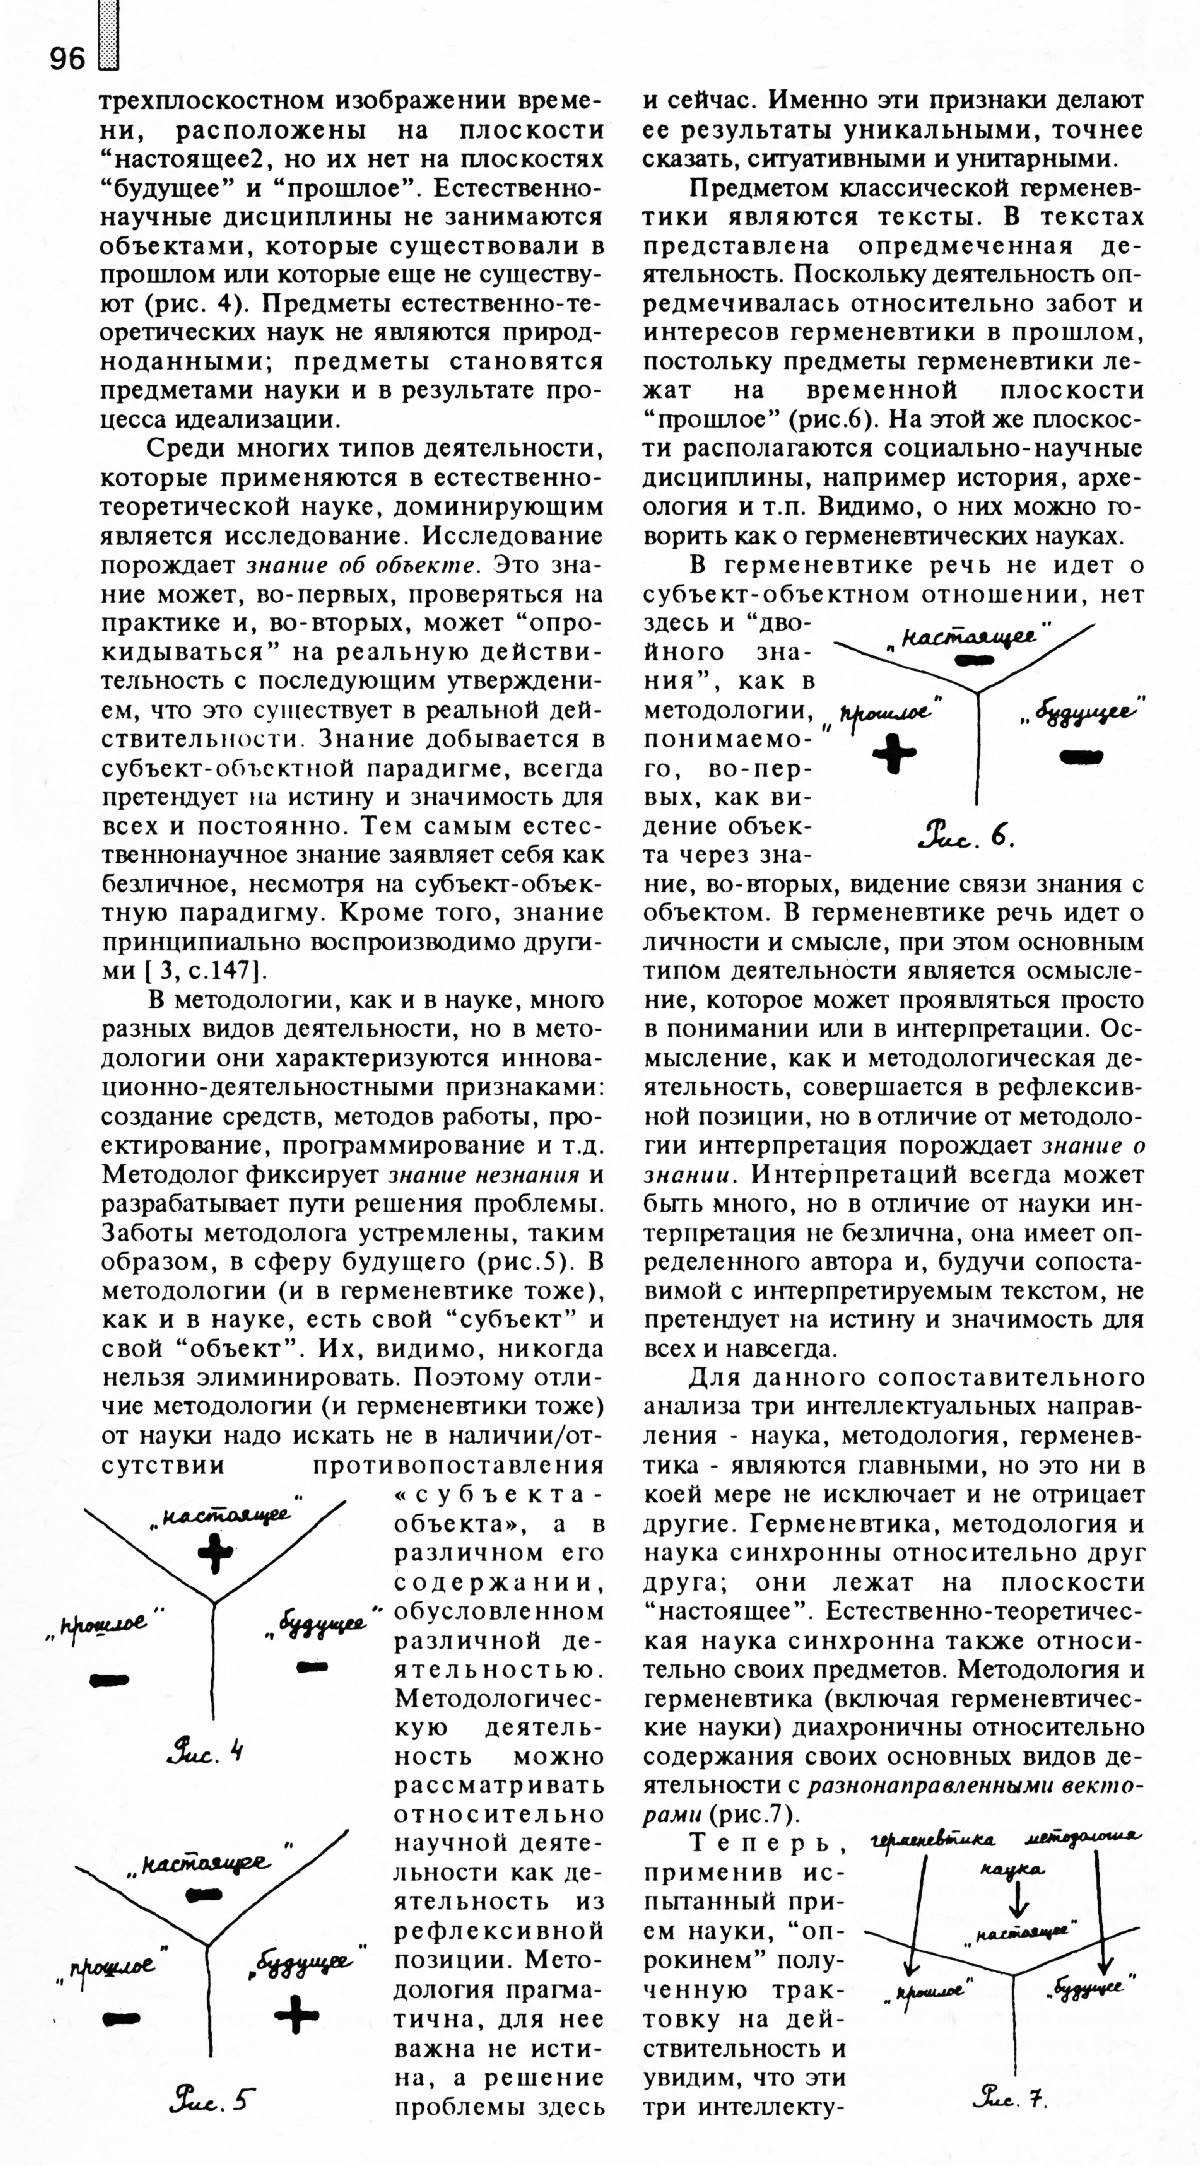 96
трехплоскостном изображении време-
ни, расположены на плоскости
“настоящее2, но их нет на плоскостях
“будущее” и “прошлое”. Естественно-
научные дисциплины не занимаются
объектами, которые существовали в
прошлом или которые еще не существу-
ют (рис. 4). Предметы естественно-те-
оретических наук не являются природ-
ноданными; предметы становятся
предметами науки и в результате про-
цесса идеализации.
Среди многих типов деятельности,
которые применяются в естественно-
теоретической науке, доминирующим
является исследование. Исследование
порождает знание об объекте. Это зна-
ние может, во-первых, проверяться на
практике и, во-вторых, может “опро-
кидываться” на реальную действи-
тельность с последующим утверждени-
ем, что это существует в реальной дей-
ствительности. Знание добывается в
субъект-объектной парадигме, всегда
претендует на истину и значимость для
всех и постоянно. Тем самым естес-
твеннонаучное знание заявляет себя как
безличное, несмотря на субъект-объек-
тную парадигму. Кроме того, знание
принципиально воспроизводимо други-
ми [ 3, с.147].
В методологии, как и в науке, много
разных видов деятельности, но в мето-
дологии они характеризуются иннова-
ционно-деятельностными признаками:
создание средств, методов работы, про-
ектирование, программирование и т.д.
Методолог фиксирует знание незнания и
разрабатывает пути решения проблемы.
Заботы методолога устремлены, таким
образом, в сферу будущего (рис.5). В
методологии (и в герменевтике тоже),
как и в науке, есть свой “субъект” и
свой “объект”. Их, видимо, никогда
нельзя элиминировать. Поэтому отли-
чие методологии (и герменевтики тоже)
от науки надо искать не в наличии/от-
сутствии противопоставления
«субъекта-
объекта», а в
различном его
содержании,
обусловленном
различной де-
ятельностью.
Методологичес-
кую деятель-
ность можно
рассматривать
относительно
научной деяте-
льности как де-
ятельность из
рефлексивной
позиции. Мето-
дология прагма-
тична, для нее
важна не исти-
на, а решение
проблемы здесь
„настоящее”
+
„прошлое”
„будущее”
–
–
Рис. 4
„настоящее”
–
„прошлое”
„будущее”
–
+
Рис. 5
и сейчас. Именно эти признаки делают
ее результаты уникальными, точнее
сказать, ситуативными и унитарными.
Предметом классической герменев-
тики являются тексты. В текстах
представлена опредмеченная де-
ятельность. Поскольку деятельность оп-
редмечивалась относительно забот и
интересов герменевтики в прошлом,
постольку предметы герменевтики ле-
жат на временной плоскости
“прошлое” (рис.6). На этой же плоскос-
ти располагаются социально-научные
дисциплины, например история, архе-
ология и т.п. Видимо, о них можно го-
ворить как о герменевтических науках.
В герменевтике речь не идет о
субъект-объектном отношении, нет
здесь и “дво-
йного зна-
ния”, как в
методологии,
понимаемо-
го, во-пер-
вых, как ви-
дение объек-
та через зна-
„настоящее”
–
„прошлое”
„будущее”
+
–
Рис. 6.
ние, во-вторых, видение связи знания с
объектом. В герменевтике речь идет о
личности и смысле, при этом основным
типом деятельности является осмысле-
ние, которое может проявляться просто
в понимании или в интерпретации. Ос-
мысление, как и методологическая де-
ятельность, совершается в рефлексив-
ной позиции, но в отличие от методоло-
гии интерпретация порождает знание о
знании. Интерпретаций всегда может
быть много, но в отличие от науки ин-
терпретация не безлична, она имеет оп-
ределенного автора и, будучи сопоста-
вимой с интерпретируемым текстом, не
претендует на истину и значимость для
всех и навсегда.
Для данного сопоставительного
анализа три интеллектуальных направ-
ления - наука, методология, герменев-
тика - являются главными, но это ни в
коей мере не исключает и не отрицает
другие. Герменевтика, методология и
наука синхронны относительно друг
друга; они лежат на плоскости
“настоящее”. Естественно-теоретичес-
кая наука синхронна также относи-
тельно своих предметов. Методология и
герменевтика (включая герменевтичес-
кие науки) диахроничны относительно
содержания своих основных видов де-
ятельности с разнонаправленными векто-
рами (рис.7).
Теперь,
применив ис-
пытанный при-
ем науки, “оп-
рокинем” полу-
ченную трак-
товку на дей-
ствительность и
увидим, что эти
три интеллекту-
герменевтика
методология
наука
„настоящее”
„прошлое”
„будущее”
Рис. 7.